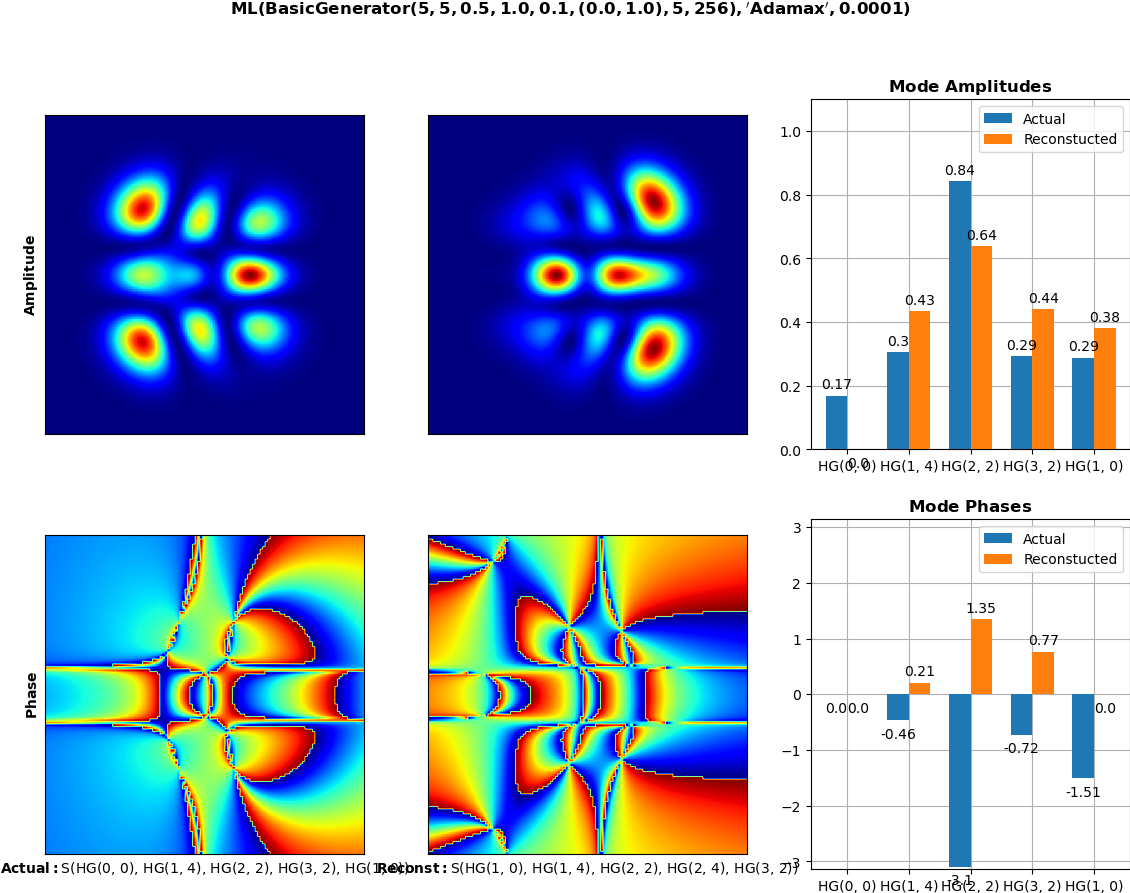 ML(BasicGenerator(5, 5, 0.5, 1.0, 0.1, (0.0, 1.0), 5, 256), ′Adamax′, 0.0001)
Mode Amplitudes
Amplitude
Actual
Reconstucted
1.0
0.8
0.6
0.4
0.2
0.0
0.17
0.0
0.3
0.43
0.84
0.64
0.29
0.44
0.29
0.38
HG(0, 0) HG(1, 4) HG(2, 2) HG(3, 2) HG(1, 0)
Mode Phases
Phase
Actual
Reconstucted
3
2
1
0
−1
−2
−3
0.0
0.0
-0.46
0.21
-3.1
1.35
-0.72
0.77
-1.51
0.0
HG(0, 0) HG(1, 4) HG(2, 2) HG(3, 2) HG(1, 0)
Actual: S(HG(0, 0), HG(1, 4), HG(2, 2), HG(3, 2), HG(1, 0))
Reconst: S(HG(1, 0), HG(1, 4), HG(2, 2), HG(2, 4), HG(3, 2))